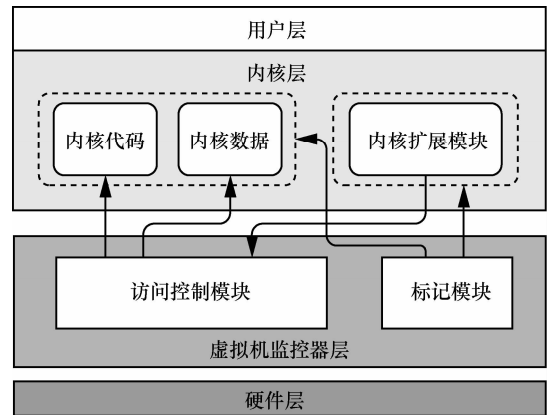 用户层
内核层
内核代码
内核数据
内核扩展模块
访问控制模块
标记模块
虚拟机监控器层
硬件层